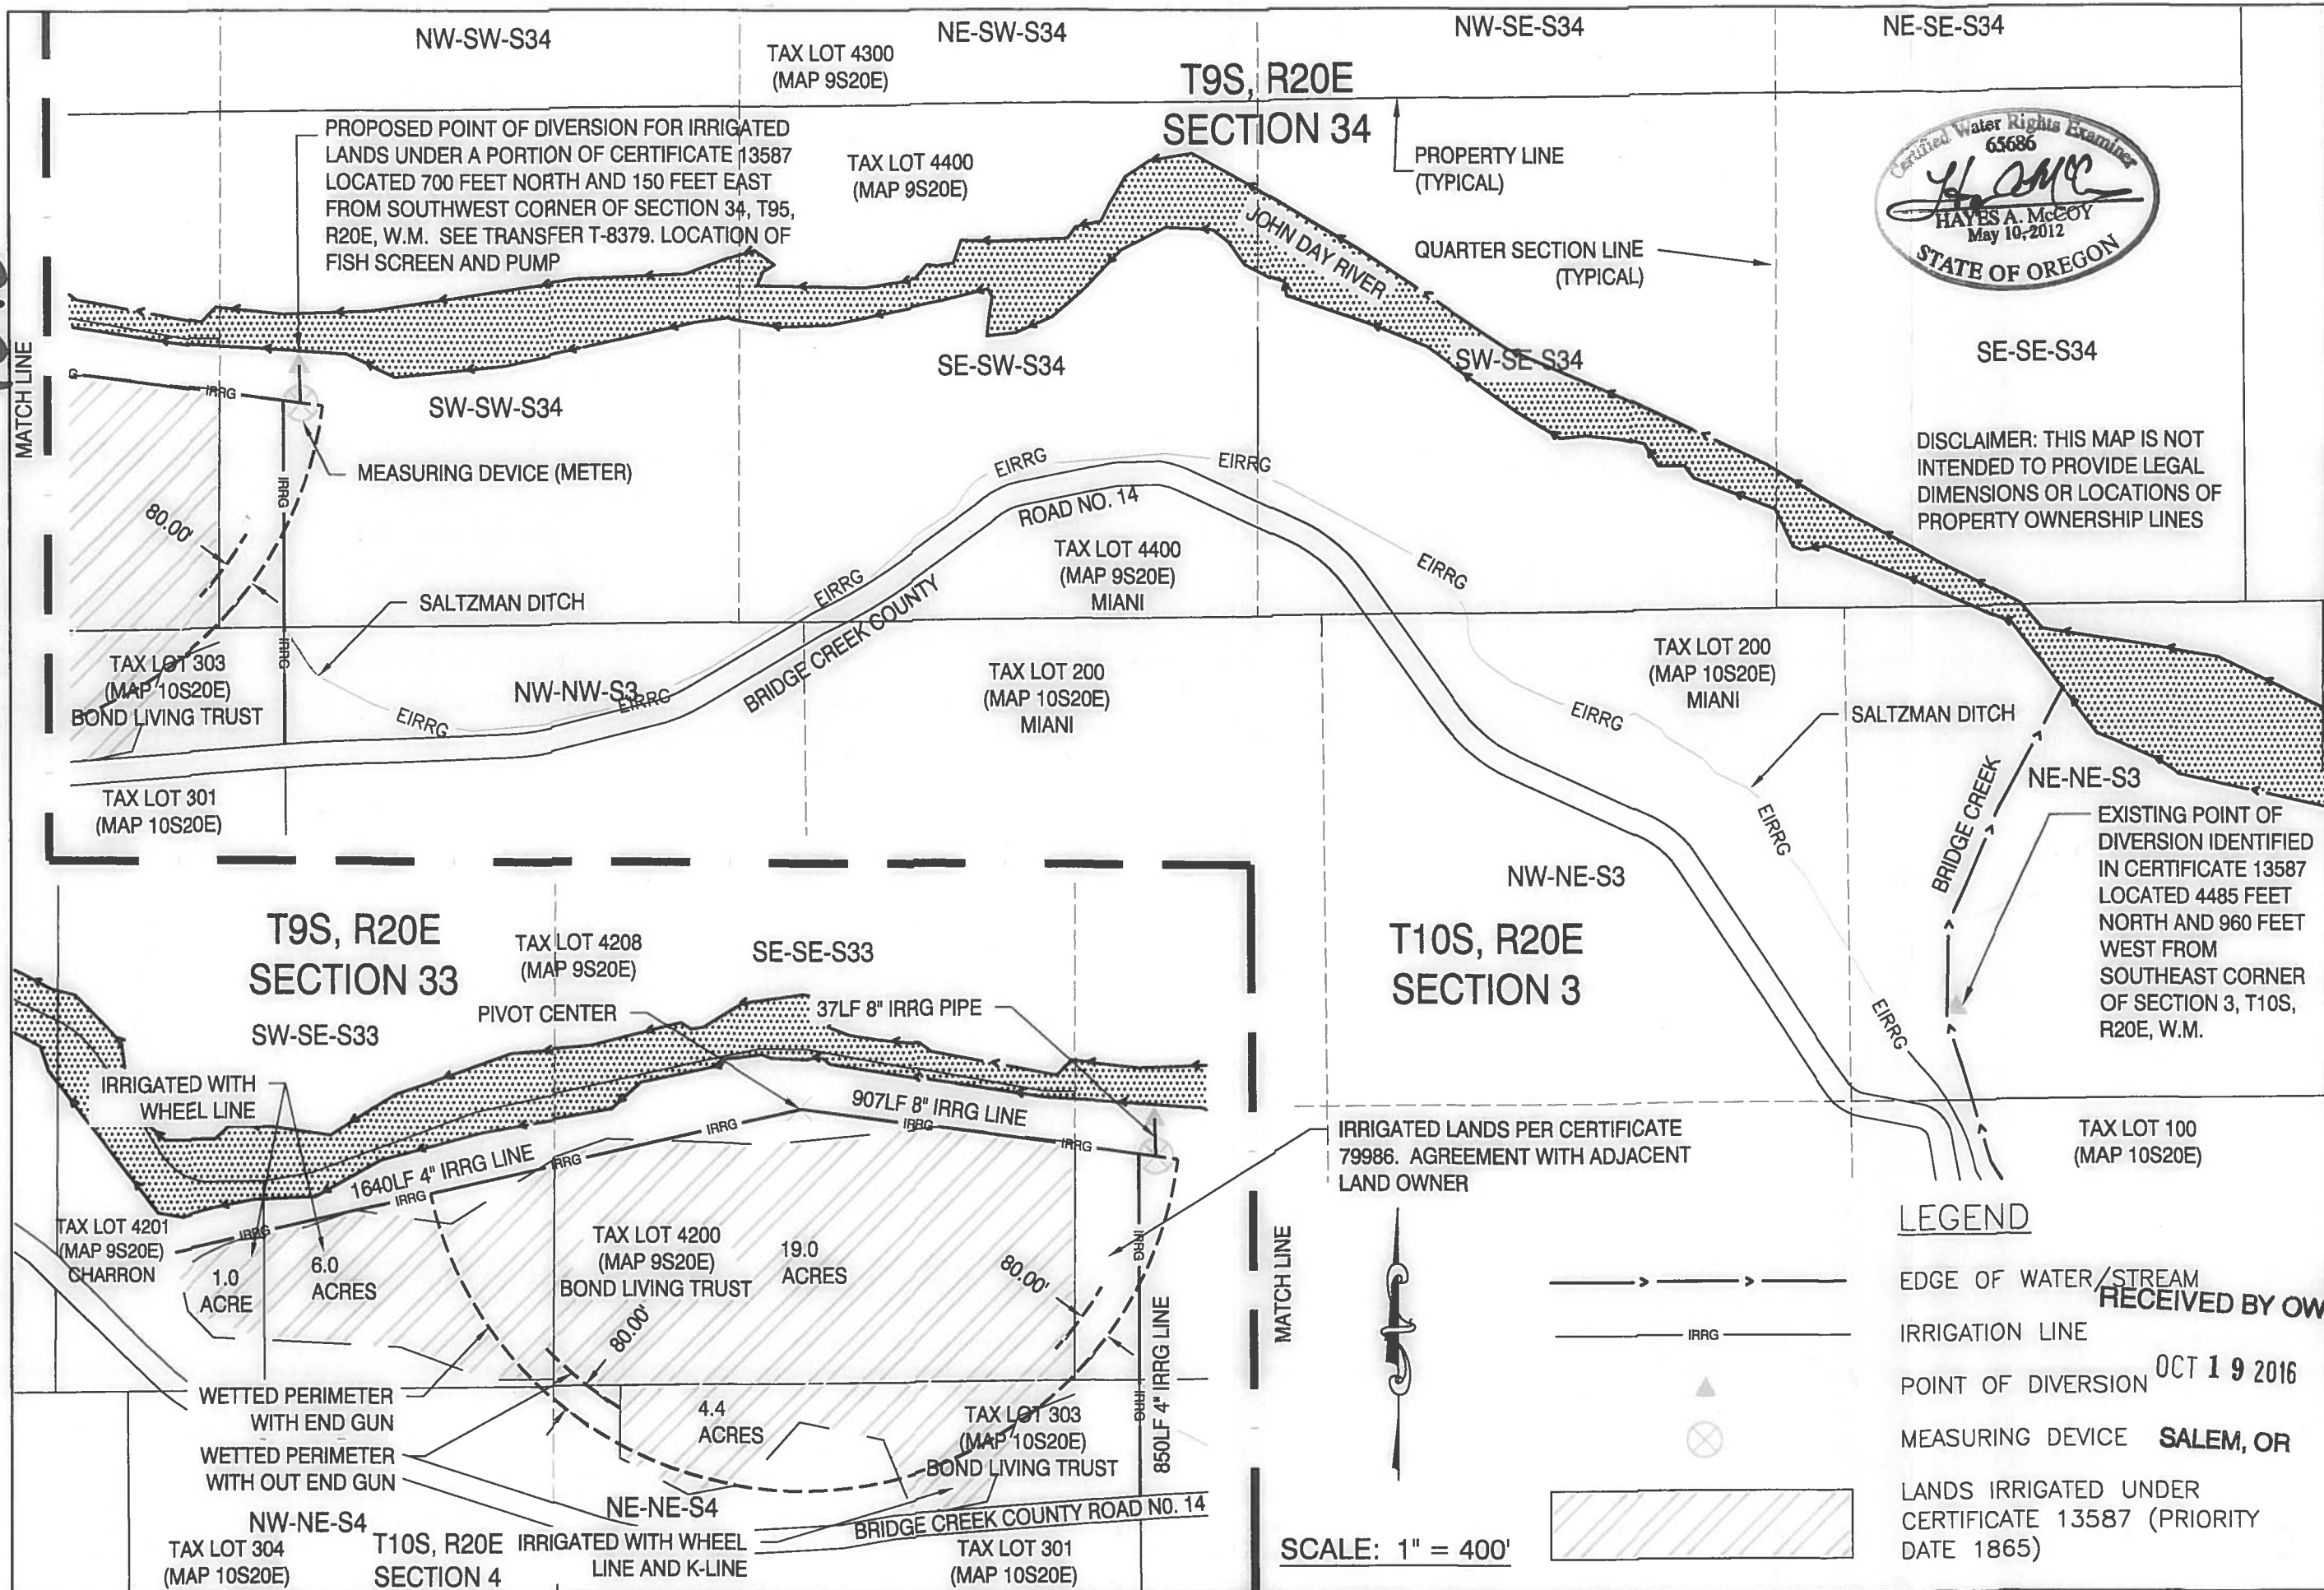 NW-SW-S34
NE-SW-S34
NW-SE-S34
NE-SE-S34
TAX LOT 4300
(MAP 9S20E)
T9S, R20E
SECTION 34
PROPOSED POINT OF DIVERSION FOR IRRIGATED
LANDS UNDER A PORTION OF CERTIFICATE 13587
LOCATED 700 FEET NORTH AND 150 FEET EAST
FROM SOUTHWEST CORNER OF SECTION 34, T95,
R20E, W.M. SEE TRANSFER T-8379. LOCATION OF
FISH SCREEN AND PUMP
TAX LOT 4400
(MAP 9S20E)
PROPERTY LINE
(TYPICAL)
Certified Water Rights Examiner
65686
HAYES A. McCOY
May 10, 2012
STATE OF OREGON
JOHN DAY RIVER
QUARTER SECTION LINE
(TYPICAL)
MATCH LINE
G
IRRG
SW-SW-S34
SE-SW-S34
SW-SE-S34
SE-SE-S34
DISCLAIMER: THIS MAP IS NOT
INTENDED TO PROVIDE LEGAL
DIMENSIONS OR LOCATIONS OF
PROPERTY OWNERSHIP LINES
MEASURING DEVICE (METER)
IRRG
80.00'
EIRRG
EIRRG
ROAD NO. 14
TAX LOT 4400
(MAP 9S20E)
MIANI
EIRRG
EIRRG
SALTZMAN DITCH
BRIDGE CREEK COUNTY
IRRG
TAX LOT 303
(MAP 10S20E)
BOND LIVING TRUST
NW-NW-S3
EIRRG
EIRRG
TAX LOT 200
(MAP 10S20E)
MIANI
TAX LOT 200
(MAP 10S20E)
MIANI
EIRRG
SALTZMAN DITCH
TAX LOT 301
(MAP 10S20E)
NE-NE-S3
BRIDGE CREEK
EIRRG
EXISTING POINT OF
DIVERSION IDENTIFIED
IN CERTIFICATE 13587
LOCATED 4485 FEET
NORTH AND 960 FEET
WEST FROM
SOUTHEAST CORNER
OF SECTION 3, T10S,
R20E, W.M.
NW-NE-S3
T10S, R20E
SECTION 3
EIRRG
TAX LOT 100
(MAP 10S20E)
T9S, R20E
SECTION 33
TAX LOT 4208
(MAP 9S20E)
SE-SE-S33
SW-SE-S33
PIVOT CENTER
37LF 8" IRRG PIPE
IRRIGATED WITH
WHEEL LINE
907LF 8" IRRG LINE
IRRG
IRRG
IRRG
1640LF 4" IRRG LINE
IRRG
IRRG
IRRG
IRRIGATED LANDS PER CERTIFICATE
79986. AGREEMENT WITH ADJACENT
LAND OWNER
TAX LOT 4201
(MAP 9S20E)
CHARRON
1.0
ACRE
6.0
ACRES
TAX LOT 4200
(MAP 9S20E)
BOND LIVING TRUST
19.0
ACRES
80.00'
80.00'
IRRG
850LF 4" IRRG LINE
IRRG
MATCH LINE
WETTED PERIMETER
WITH END GUN
WETTED PERIMETER
WITH OUT END GUN
4.4
ACRES
TAX LOT 303
(MAP 10S20E)
BOND LIVING TRUST
NW-NE-S4
NE-NE-S4
BRIDGE CREEK COUNTY ROAD NO. 14
TAX LOT 304
(MAP 10S20E)
T10S, R20E
SECTION 4
IRRIGATED WITH WHEEL
LINE AND K-LINE
TAX LOT 301
(MAP 10S20E)
SCALE: 1" = 400'
LEGEND
EDGE OF WATER/STREAM
RECEIVED BY OW
IRRG
IRRIGATION LINE
OCT 19 2016
POINT OF DIVERSION
MEASURING DEVICE
SALEM, OR
LANDS IRRIGATED UNDER
CERTIFICATE 13587 (PRIORITY
DATE 1865)